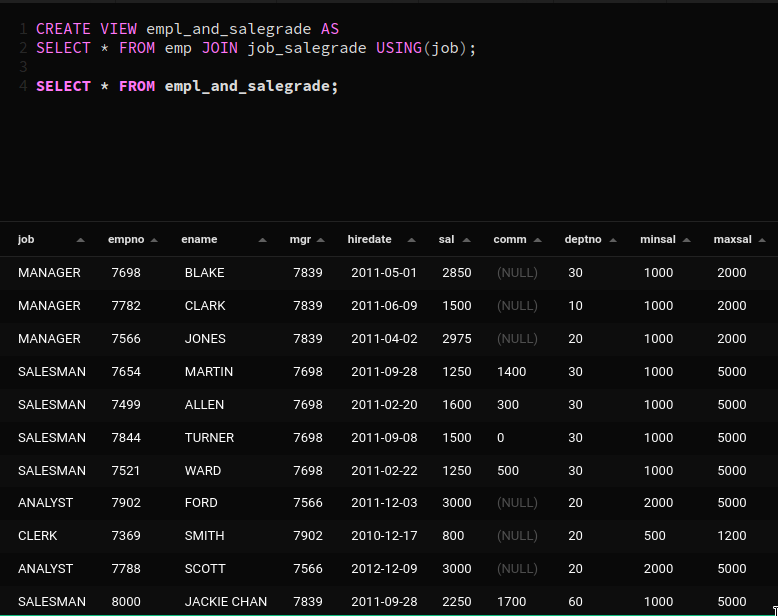 1 CREATE VIEW empl_and_salegrade AS
2 SELECT * FROM emp JOIN job_salegrade USING(job);
3
4 SELECT * FROM empl_and_salegrade;
job empno ename mgr hiredate sal comm deptno minsal maxsal
MANAGER 7698 BLAKE 7839 2011-05-01 2850 (NULL) 30 1000 2000
MANAGER 7782 CLARK 7839 2011-06-09 1500 (NULL) 10 1000 2000
MANAGER 7566 JONES 7839 2011-04-02 2975 (NULL) 20 1000 2000
SALESMAN 7654 MARTIN 7698 2011-09-28 1250 1400 30 1000 5000
SALESMAN 7499 ALLEN 7698 2011-02-20 1600 300 30 1000 5000
SALESMAN 7844 TURNER 7698 2011-09-08 1500 0 30 1000 5000
SALESMAN 7521 WARD 7698 2011-02-22 1250 500 30 1000 5000
ANALYST 7902 FORD 7566 2011-12-03 3000 (NULL) 20 2000 5000
CLERK 7369 SMITH 7902 2010-12-17 800 (NULL) 20 500 1200
ANALYST 7788 SCOTT 7566 2012-12-09 3000 (NULL) 20 2000 5000
SALESMAN 8000 JACKIE CHAN 7839 2011-09-28 2250 1700 60 1000 5000